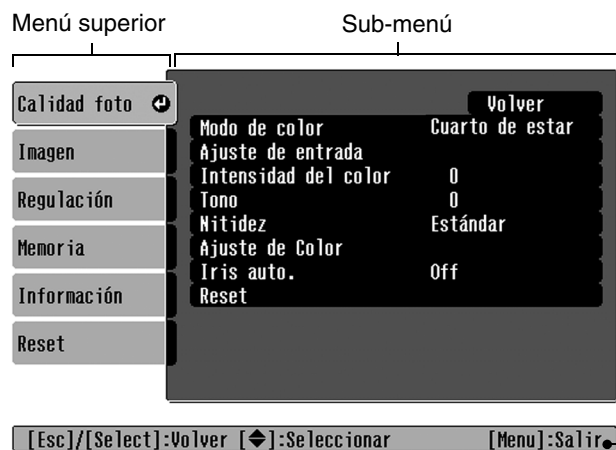 Menú superior
Sub-menú
Calidad foto
Imagen
Regulación
Memoria
Información
Reset
Volver
Modo de color Cuarto de estar
Ajuste de entrada
Intensidad del color 0
Tono 0
Nitidez Estándar
Ajuste de Color
Iris auto. Off
Reset
[Esc]/[Select]:Volver [◆]:Seleccionar [Menu]:Salir